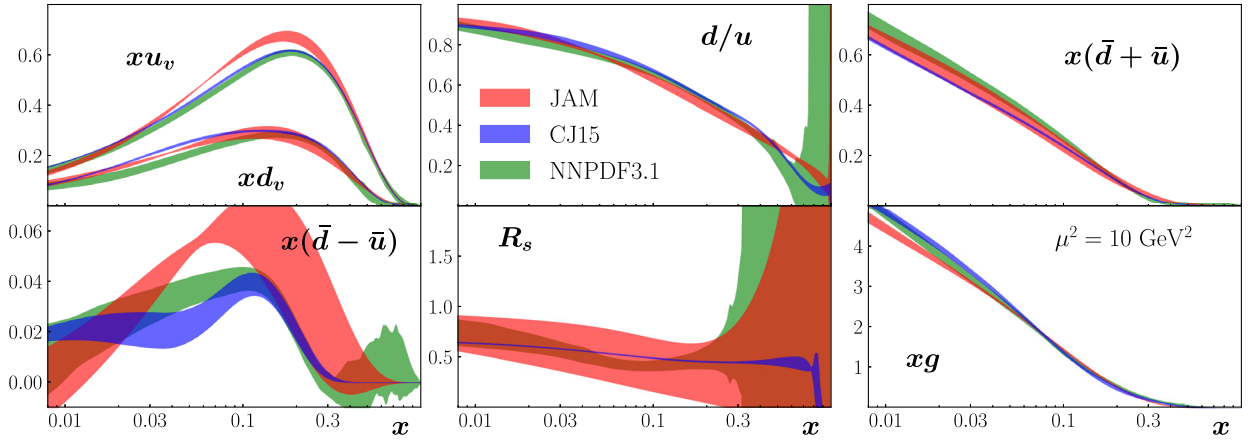 0.6
0.4
0.2
xu_v
xd_v
0.8
0.6
0.4
0.2
d/u
JAM
CJ15
NNPDF3.1
0.6
0.4
0.2
x(d̄ + ū)
0.06
0.04
0.02
0.00
x(d̄ − ū)
0.01
0.03
0.1
0.3
x
1.5
1.0
0.5
R_s
0.01
0.03
0.1
0.3
x
4
3
2
1
μ² = 10 GeV²
xg
0.01
0.03
0.1
0.3
x